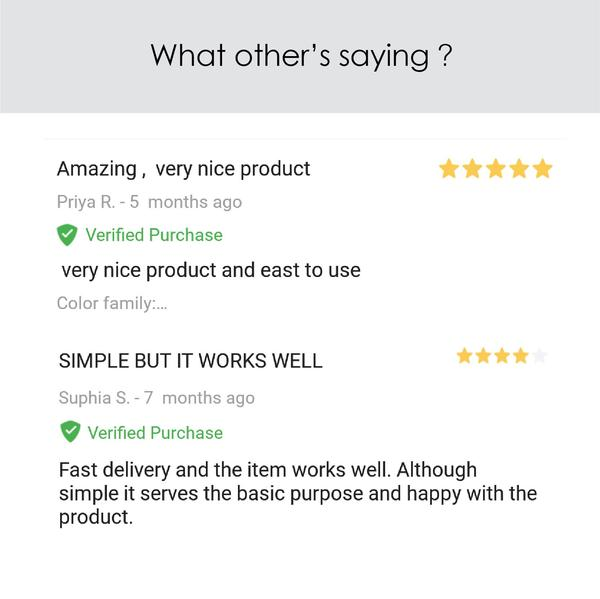 What other's saying ?
Amazing ,  very nice product
Priya R. - 5  months ago
Verified Purchase
very nice product and east to use
Color family:...
SIMPLE BUT IT WORKS WELL
Suphia S. - 7  months ago
Verified Purchase
Fast delivery and the item works well. Although
simple it serves the basic purpose and happy with the
product.